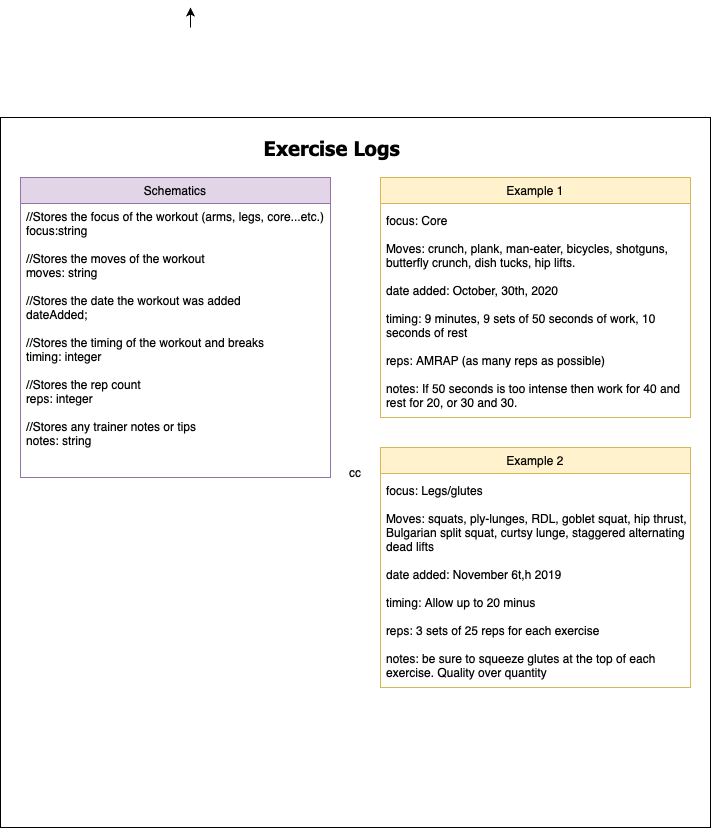 Exercise Logs
Schematics
//Stores the focus of the workout (arms, legs, core...etc.)
focus:string
//Stores the moves of the workout
moves: string
//Stores the date the workout was added
dateAdded;
//Stores the timing of the workout and breaks
timing: integer
//Stores the rep count
reps: integer
//Stores any trainer notes or tips
notes: string
cc
Example 1
focus: Core
Moves: crunch, plank, man-eater, bicycles, shotguns,
butterfly crunch, dish tucks, hip lifts.
date added: October, 30th, 2020
timing: 9 minutes, 9 sets of 50 seconds of work, 10
seconds of rest
reps: AMRAP (as many reps as possible)
notes: If 50 seconds is too intense then work for 40 and
rest for 20, or 30 and 30.
Example 2
focus: Legs/glutes
Moves: squats, ply-lunges, RDL, goblet squat, hip thrust,
Bulgarian split squat, curtsy lunge, staggered alternating
dead lifts
date added: November 6t,h 2019
timing: Allow up to 20 minus
reps: 3 sets of 25 reps for each exercise
notes: be sure to squeeze glutes at the top of each
exercise. Quality over quantity